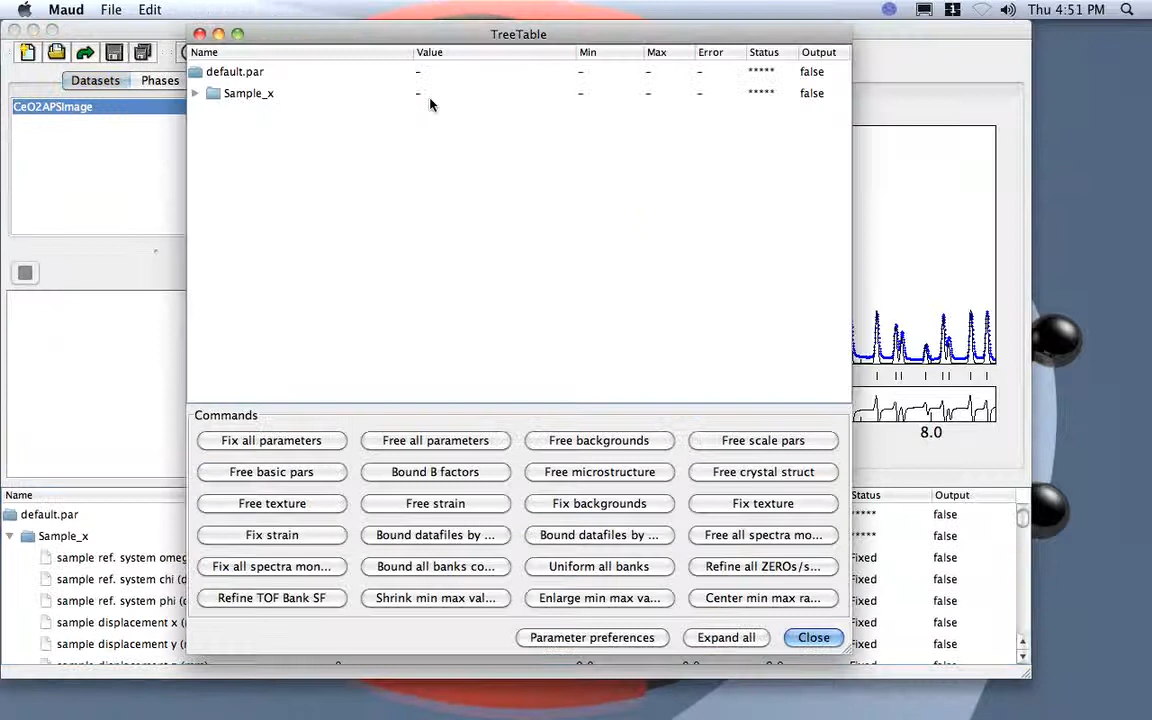 Maud File Edit 1 Thu 4:51 PM
TreeTable
Name Value Min Max Error Status Output
default.par - - - - ***** false
Sample_x - - - - ***** false
Datasets Phases
CeO2APSImage
8.0
Commands
Fix all parameters Free all parameters Free backgrounds Free scale pars
Free basic pars Bound B factors Free microstructure Free crystal struct
Free texture Free strain Fix backgrounds Fix texture
Fix strain Bound datafiles by ... Bound datafiles by ... Free all spectra mo...
Fix all spectra mon... Bound all banks co... Uniform all banks Refine all ZEROs/s...
Refine TOF Bank SF Shrink min max val... Enlarge min max va... Center min max ra...
Parameter preferences Expand all Close
Name Status Output
default.par ***** false
Sample_x ***** false
sample ref. system omeg Fixed false
sample ref. system chi (d Fixed false
sample ref. system phi (d Fixed false
sample displacement x (m Fixed false
sample displacement y (m Fixed false